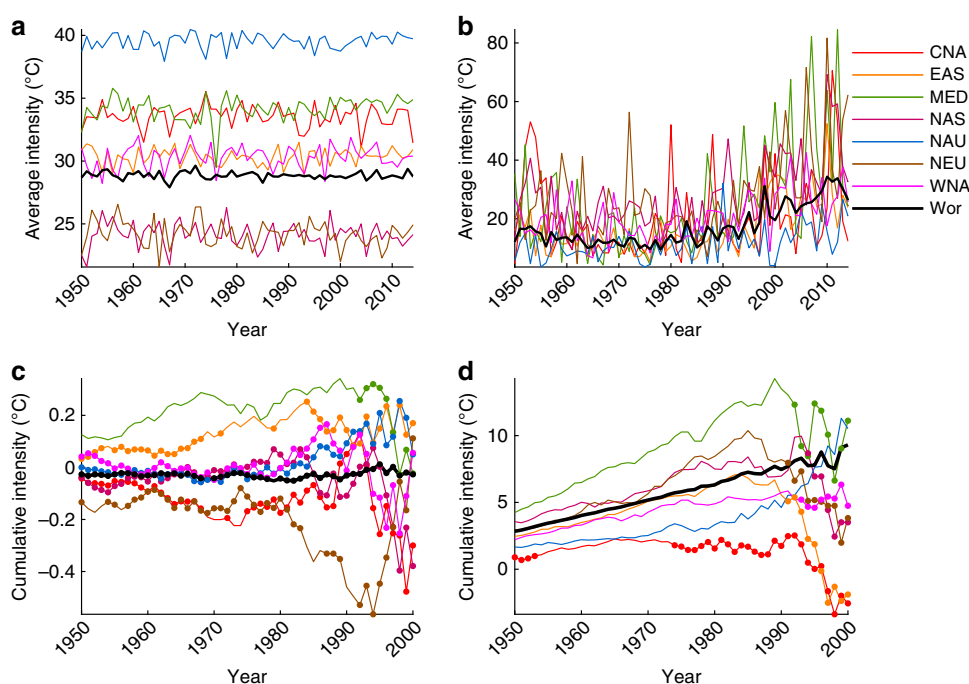 a
Average intensity (°C)
40
35
30
25
1950
1960
1970
1980
1990
2000
2010
Year
b
Average intensity (°C)
80
60
40
20
1950
1960
1970
1980
1990
2000
2010
Year
CNA
EAS
MED
NAS
NAU
NEU
WNA
Wor
c
Cumulative intensity (°C)
0.2
0
−0.2
−0.4
1950
1960
1970
1980
1990
2000
Year
d
Cumulative intensity (°C)
10
5
0
1950
1960
1970
1980
1990
2000
Year